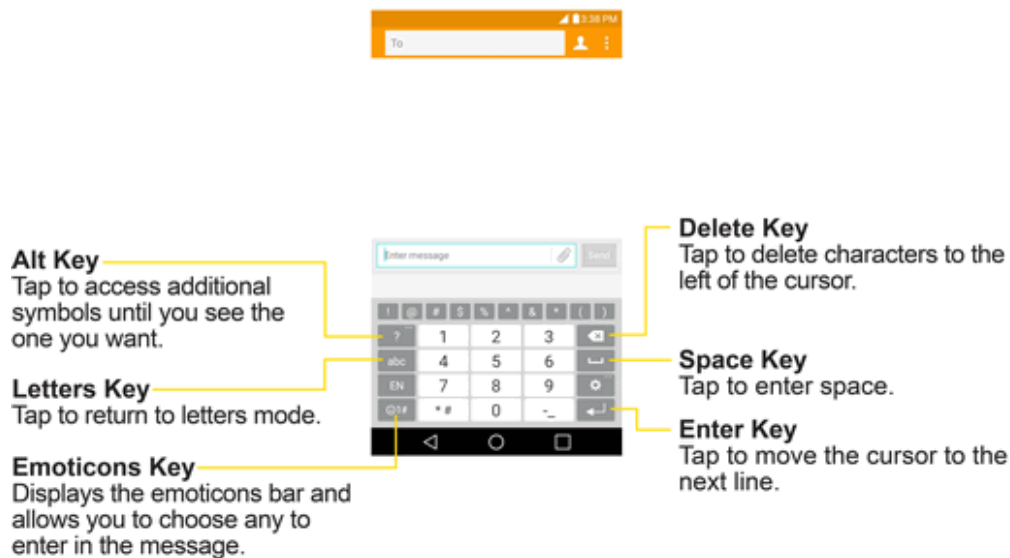 3:38 PM
To
Alt Key
Tap to access additional
symbols until you see the
one you want.
Letters Key
Tap to return to letters mode.
Emoticons Key
Displays the emoticons bar and
allows you to choose any to
enter in the message.
Enter message
Send
! @ # $ % ^ & * ( )
? 1 2 3
abc 4 5 6
EN 7 8 9
☺1# * # 0 -_
Delete Key
Tap to delete characters to the
left of the cursor.
Space Key
Tap to enter space.
Enter Key
Tap to move the cursor to the
next line.